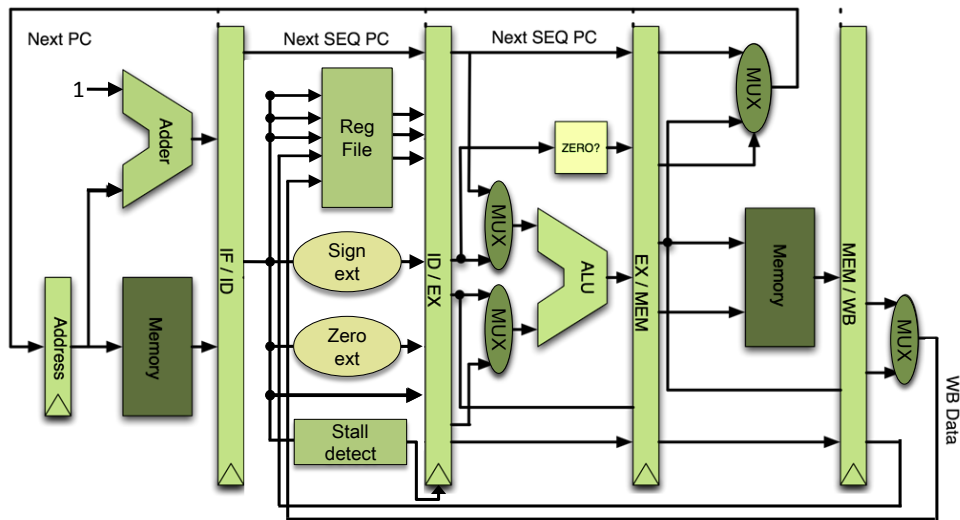 Next PC
Next SEQ PC
Next SEQ PC
1
Adder
Reg
File
ZERO?
MUX
MUX
Sign
ext
ALU
IF / ID
ID / EX
EX / MEM
MEM / WB
Memory
Address
Memory
Zero
ext
MUX
MUX
Stall
detect
WB Data